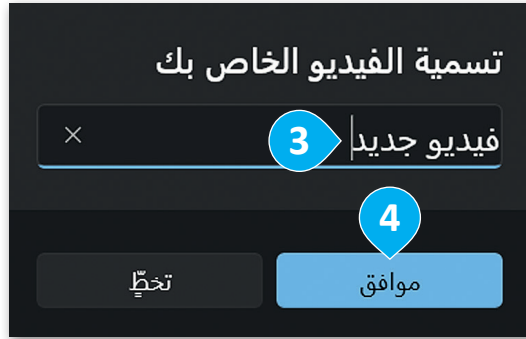 تسمية الفيديو الخاص بك
فيديو جديد
3
4
موافق
تخطٍّ